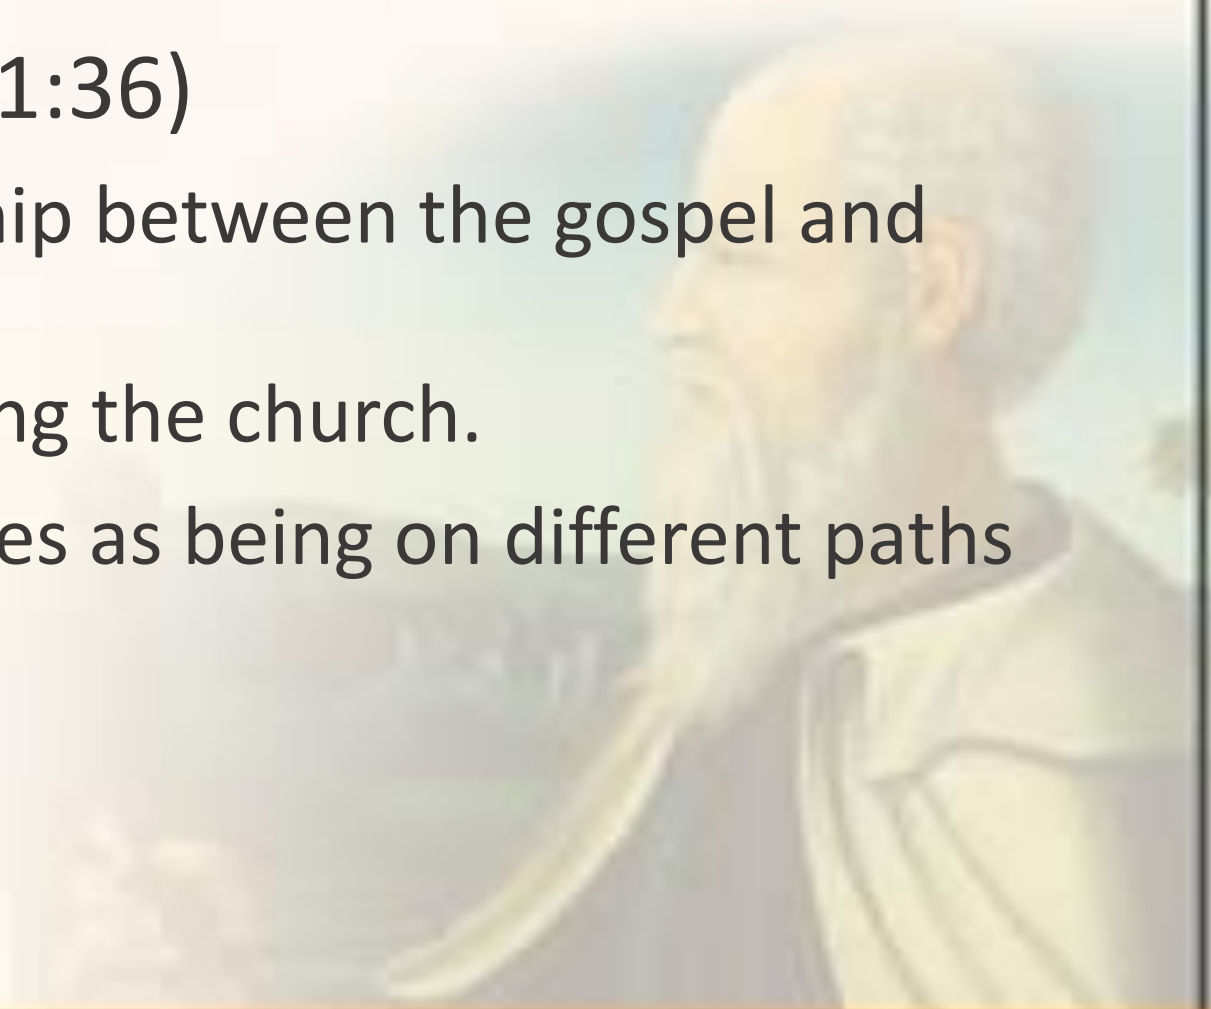 1:36)
ip between the gospel and
ng the church.
es as being on different paths